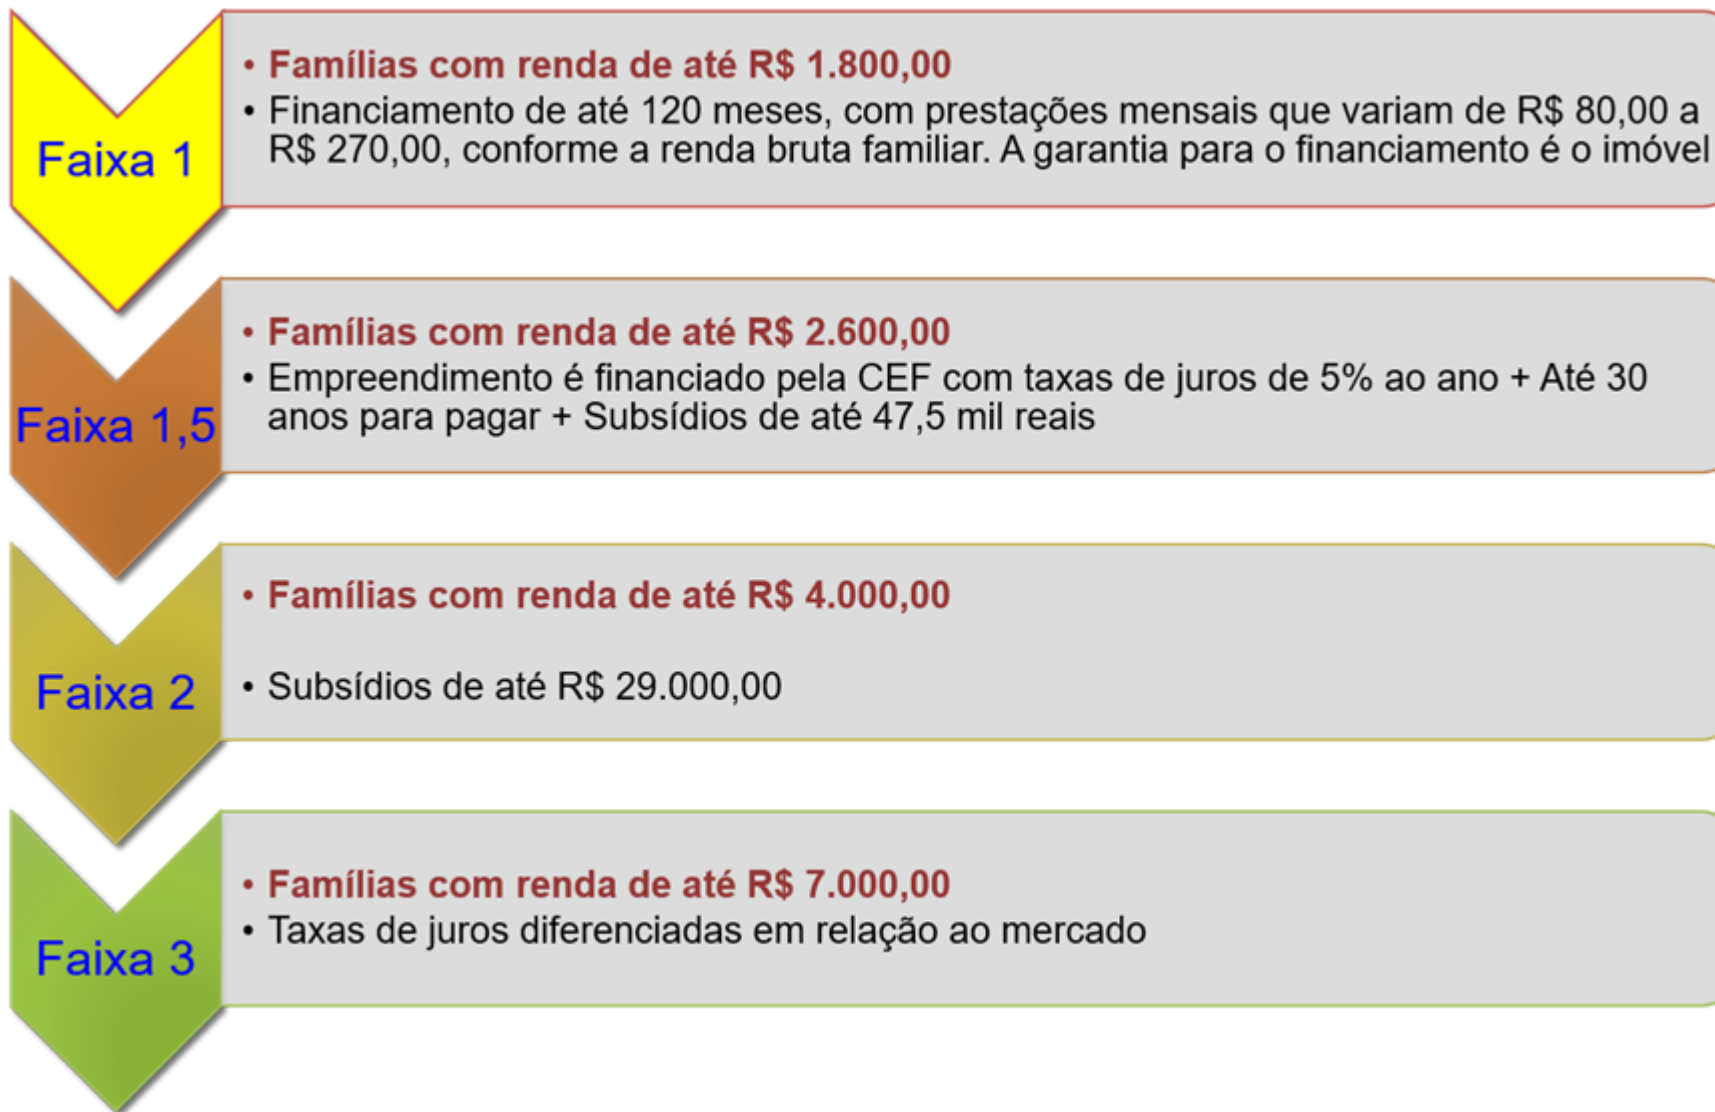 Faixa 1
• Famílias com renda de até R$ 1.800,00
• Financiamento de até 120 meses, com prestações mensais que variam de R$ 80,00 a
R$ 270,00, conforme a renda bruta familiar. A garantia para o financiamento é o imóvel
Faixa 1,5
• Famílias com renda de até R$ 2.600,00
• Empreendimento é financiado pela CEF com taxas de juros de 5% ao ano + Até 30
anos para pagar + Subsídios de até 47,5 mil reais
Faixa 2
• Famílias com renda de até R$ 4.000,00
• Subsídios de até R$ 29.000,00
Faixa 3
• Famílias com renda de até R$ 7.000,00
• Taxas de juros diferenciadas em relação ao mercado